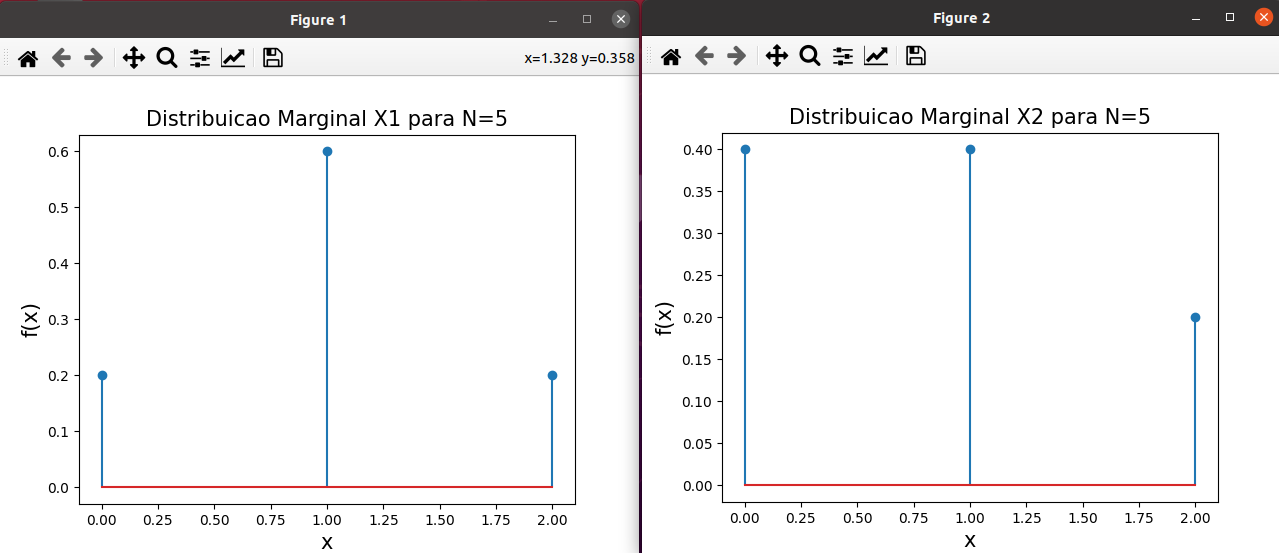 Figure 1
x=1.328 y=0.358
Distribuicao Marginal X1 para N=5
0.6
0.5
0.4
0.3
0.2
0.1
0.0
f(x)
0.00 0.25 0.50 0.75 1.00 1.25 1.50 1.75 2.00
x
Figure 2
Distribuicao Marginal X2 para N=5
0.40
0.35
0.30
0.25
0.20
0.15
0.10
0.05
0.00
f(x)
0.00 0.25 0.50 0.75 1.00 1.25 1.50 1.75 2.00
x